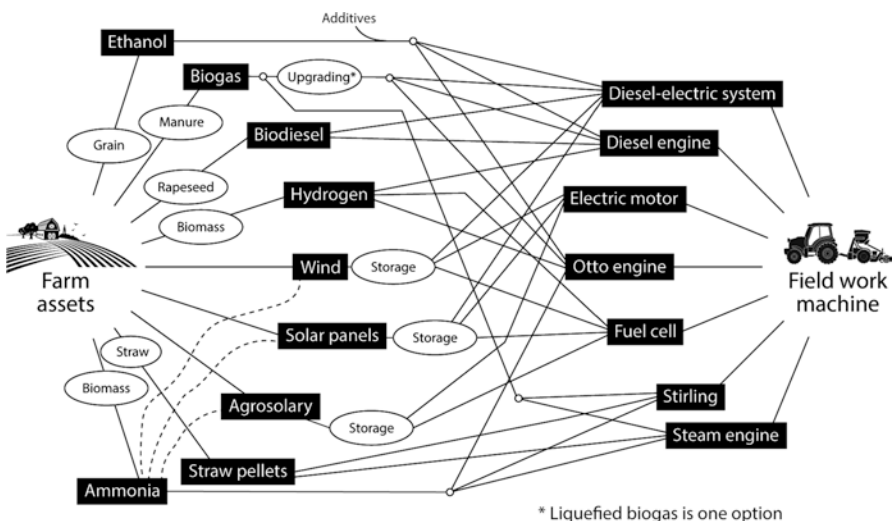 Additives
Ethanol
Biogas
Upgrading*
Diesel-electric system
Manure
Biodiesel
Diesel engine
Grain
Rapeseed
Hydrogen
Electric motor
Biomass
Wind
Storage
Otto engine
Farm
assets
Field work
machine
Solar panels
Storage
Fuel cell
Straw
Biomass
Agrosolary
Storage
Stirling
Steam engine
Straw pellets
Ammonia
* Liquefied biogas is one option